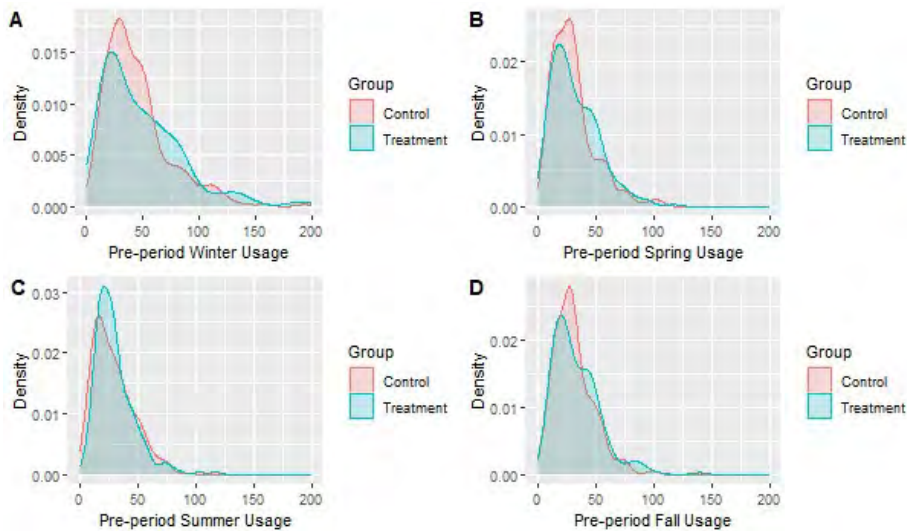 A
0.015
0.010
0.005
0.000
Density
0 50 100 150 200
Pre-period Winter Usage
Group
Control
Treatment
B
0.02
0.01
0.00
Density
0 50 100 150 200
Pre-period Spring Usage
Group
Control
Treatment
C
0.03
0.02
0.01
0.00
Density
0 50 100 150 200
Pre-period Summer Usage
Group
Control
Treatment
D
0.03
0.02
0.01
0.00
Density
0 50 100 150 200
Pre-period Fall Usage
Group
Control
Treatment